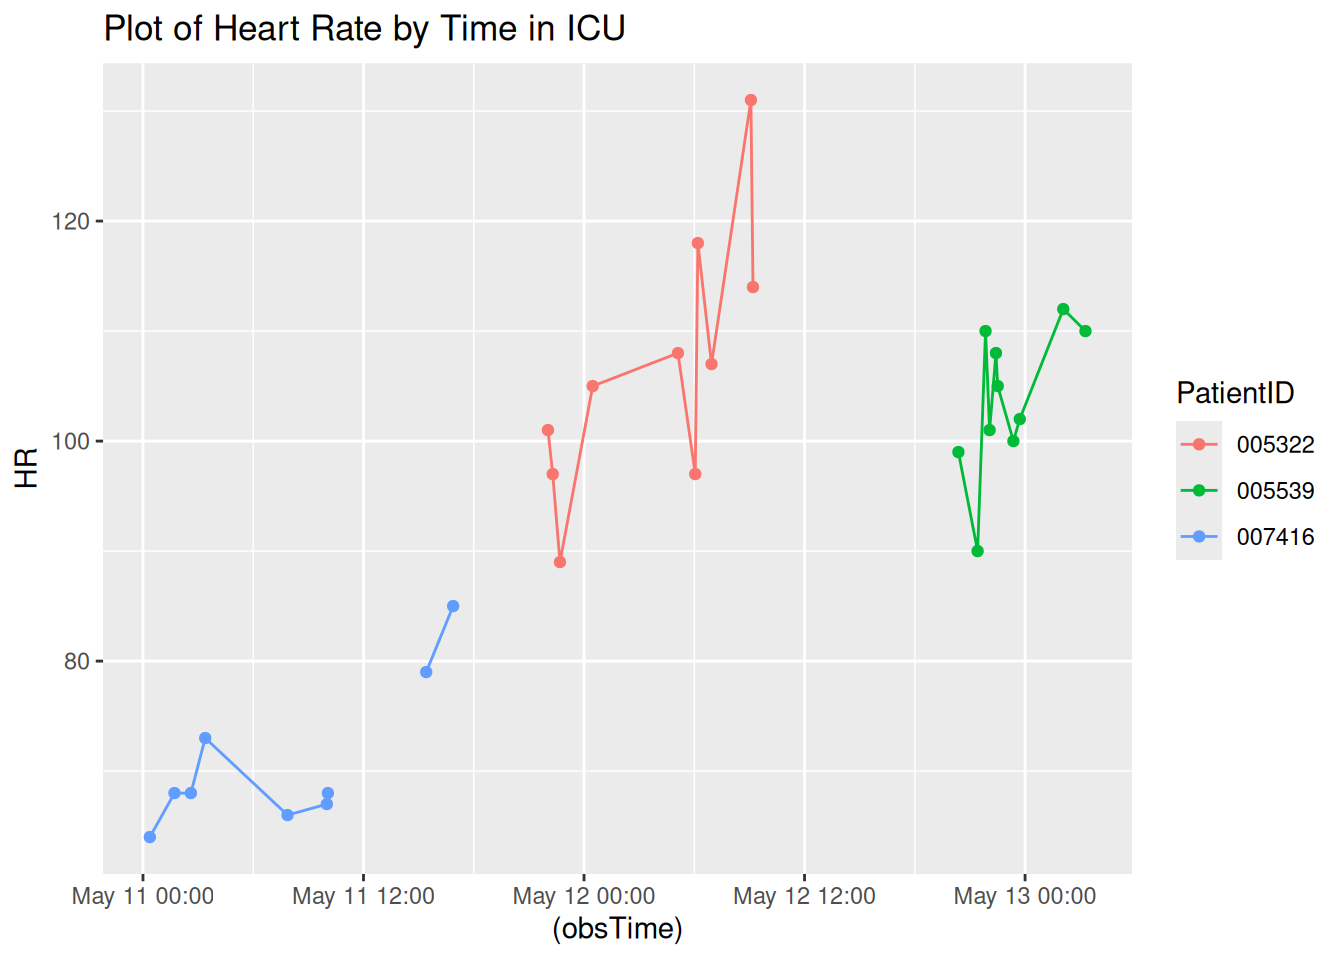 Plot of Heart Rate by Time in ICU
HR
120
100
80
May 11 00:00
May 11 12:00
May 12 00:00
May 12 12:00
May 13 00:00
(obsTime)
PatientID
005322
005539
007416